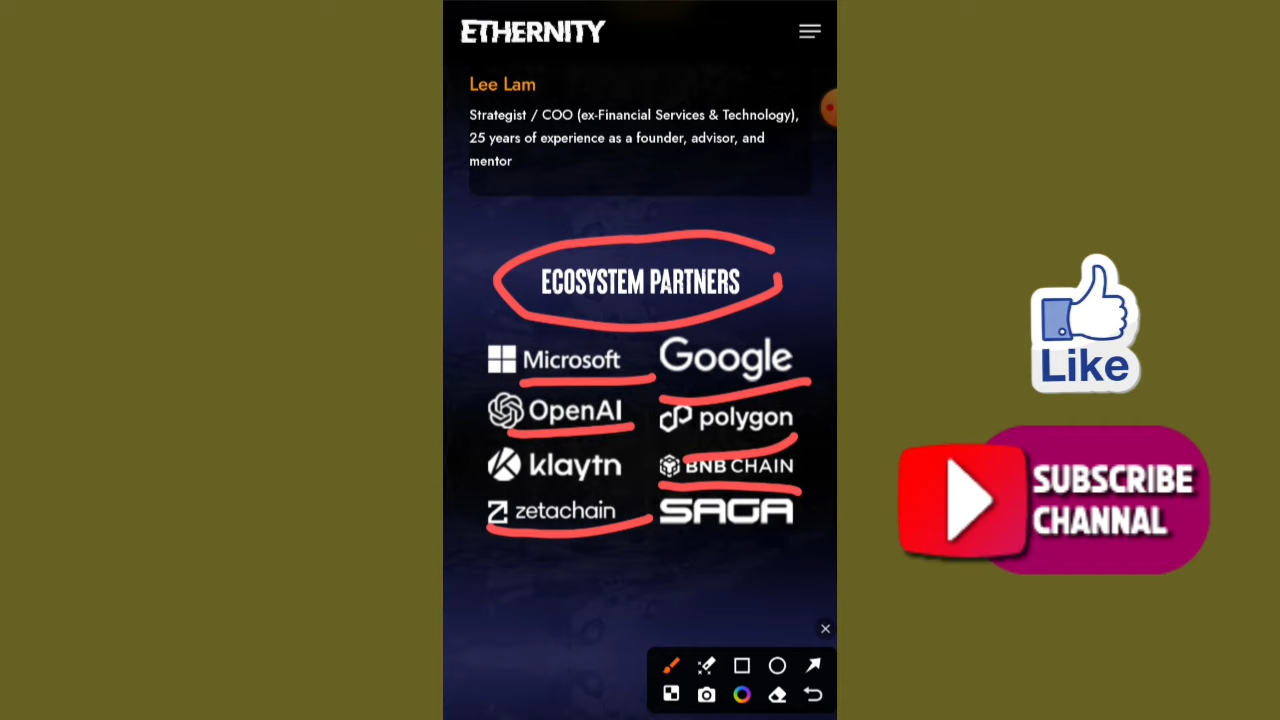 ETHERNITY
Lee Lam
Strategist / COO (ex-Financial Services & Technology),
25 years of experience as a founder, advisor, and
mentor
ECOSYSTEM PARTNERS
Microsoft Google
OpenAI polygon
klaytn BNB CHAIN
zetachain SAGA
Like
SUBSCRIBE
CHANNAL